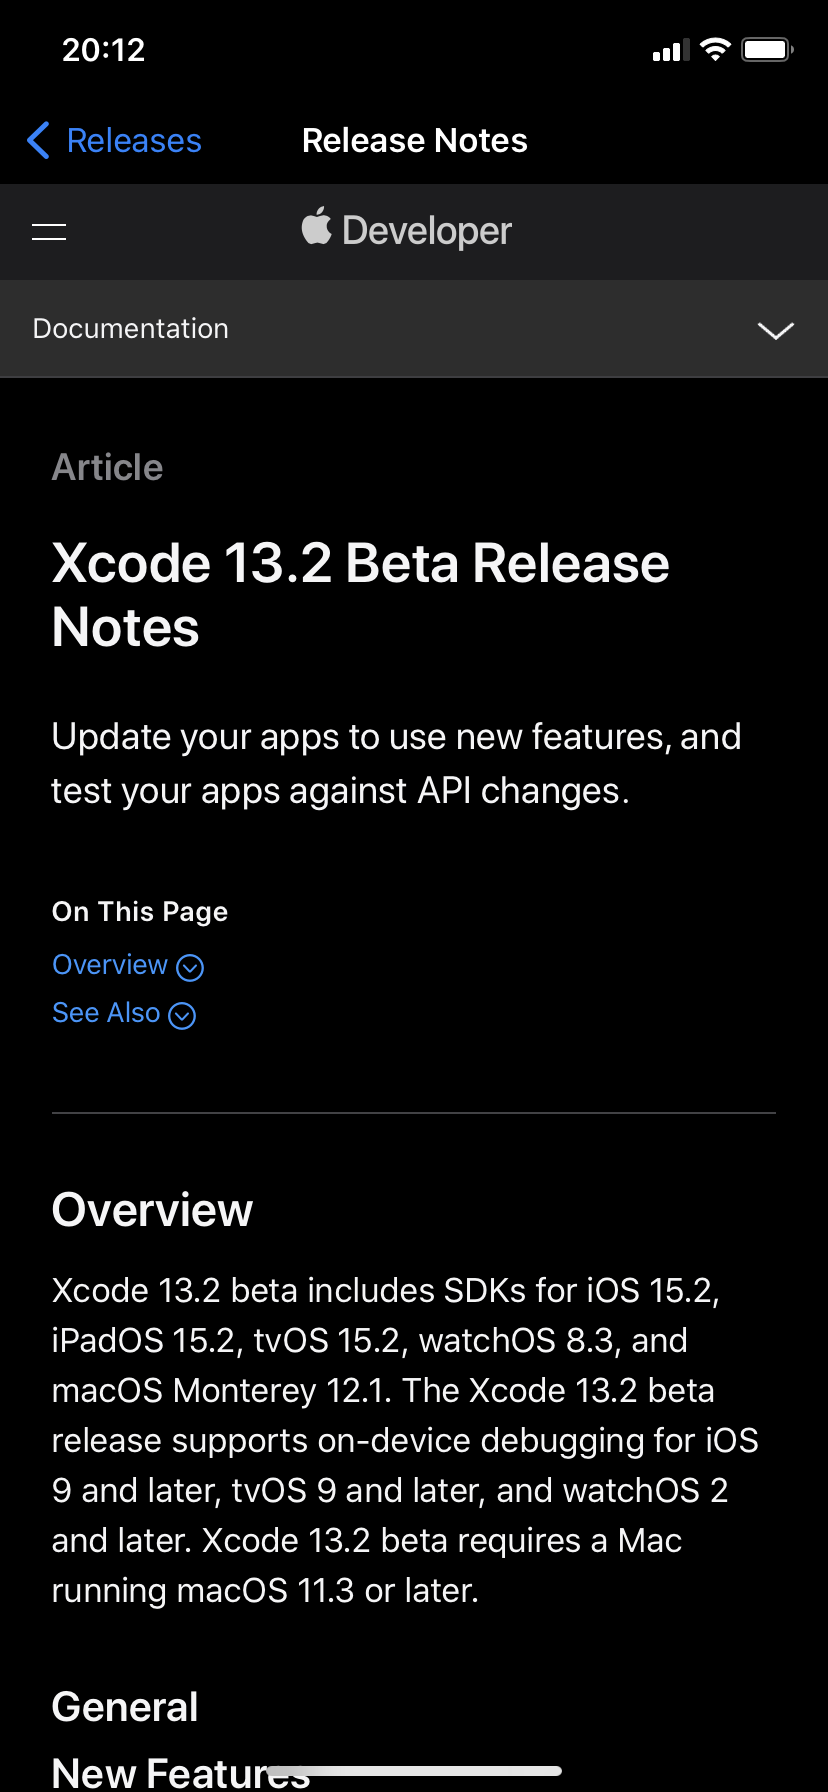 20:12
Releases
Release Notes
Developer
Documentation
Article
Xcode 13.2 Beta Release
Notes
Update your apps to use new features, and
test your apps against API changes.
On This Page
Overview
See Also
Overview
Xcode 13.2 beta includes SDKs for iOS 15.2,
iPadOS 15.2, tvOS 15.2, watchOS 8.3, and
macOS Monterey 12.1. The Xcode 13.2 beta
release supports on-device debugging for iOS
9 and later, tvOS 9 and later, and watchOS 2
and later. Xcode 13.2 beta requires a Mac
running macOS 11.3 or later.
General
New Features